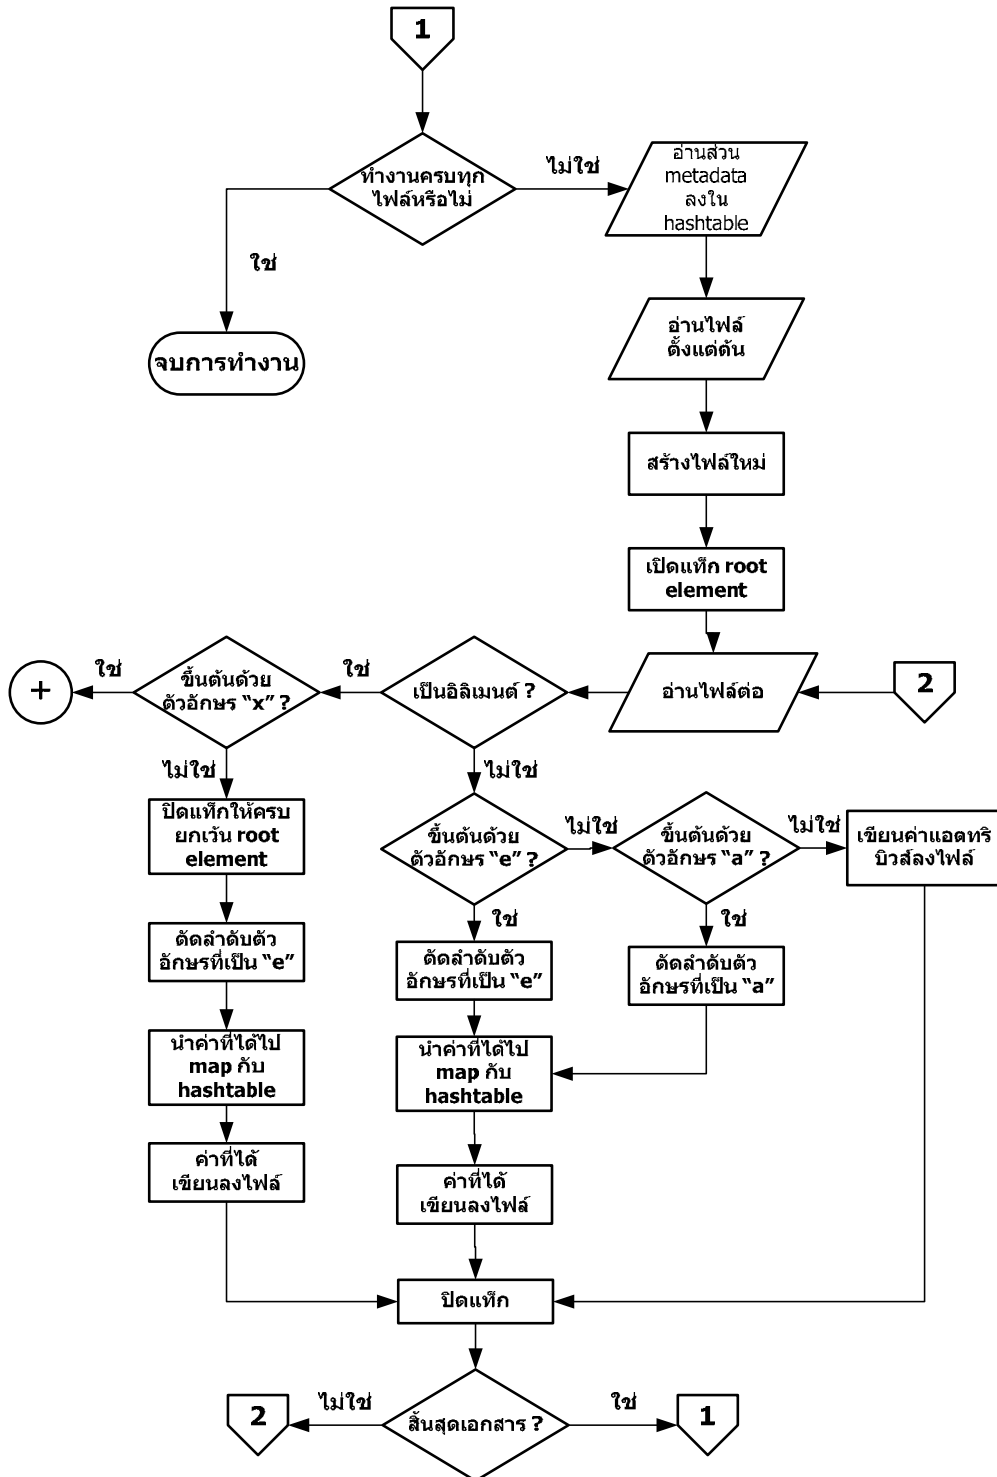 1
ทำงานครบทุก
ไฟล์หรือไม่
ไม่ใช่
อ่านส่วน
metadata
ลงใน
hashtable
ใช่
จบการทำงาน
อ่านไฟล์
ตั้งแต่ต้น
สร้างไฟล์ใหม่
เปิดแท็ก root
element
อ่านไฟล์ต่อ
2
เป็นอิลิเมนต์ ?
ใช่
ขึ้นต้นด้วย
ตัวอักษร “x” ?
ใช่
+
ไม่ใช่
ไม่ใช่
ปิดแท็กให้ครบ
ยกเว้น root
element
ขึ้นต้นด้วย
ตัวอักษร “e” ?
ไม่ใช่
ขึ้นต้นด้วย
ตัวอักษร “a” ?
ไม่ใช่
เขียนค่าแอตทริ
บิวส์ลงไฟล์
ใช่
ใช่
ตัดลำดับตัว
อักษรที่เป็น “e”
ตัดลำดับตัว
อักษรที่เป็น “e”
ตัดลำดับตัว
อักษรที่เป็น “a”
นำค่าที่ได้ไป
map กับ
hashtable
นำค่าที่ได้ไป
map กับ
hashtable
ค่าที่ได้
เขียนลงไฟล์
ค่าที่ได้
เขียนลงไฟล์
ปิดแท็ก
สิ้นสุดเอกสาร ?
ไม่ใช่
2
ใช่
1